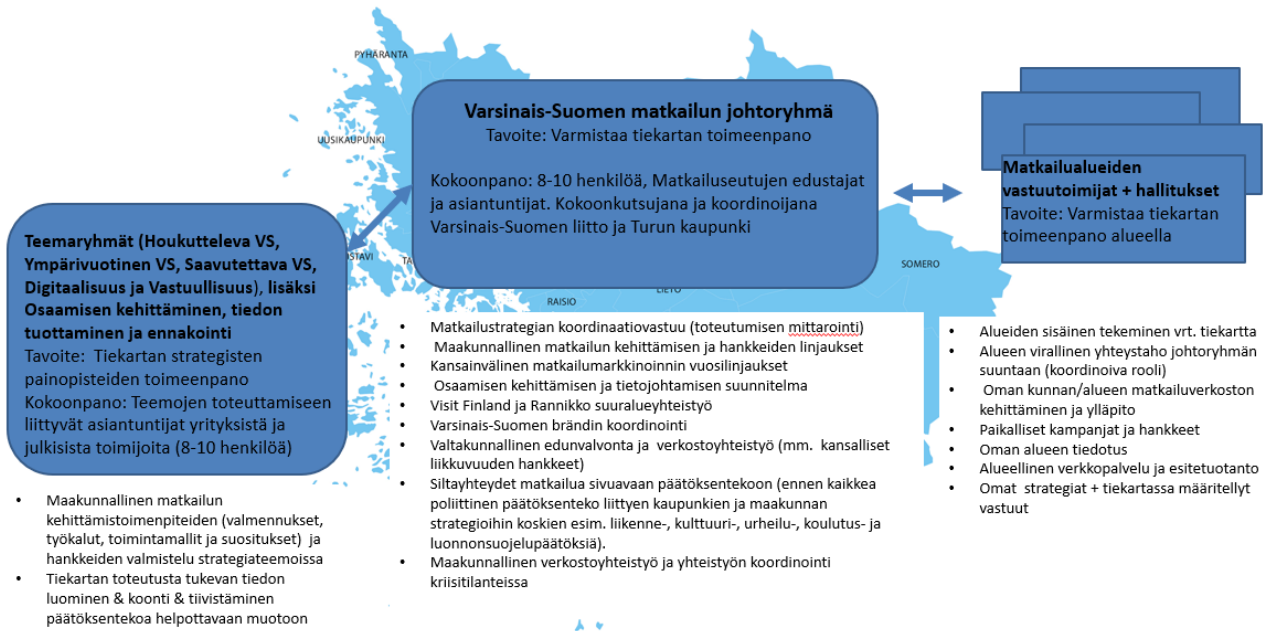 PYHÄRANTA
UUSIKAUPUNKI
SOMERO
RAISIO
LIETO
Varsinais-Suomen matkailun johtoryhmä
Tavoite: Varmistaa tiekartan toimeenpano
Kokoonpano: 8-10 henkilöä, Matkailuseutujen edustajat
ja asiantuntijat. Kokoonkutsujana ja koordinoijana
Varsinais-Suomen liitto ja Turun kaupunki
Matkailualueiden
vastuutoimijat + hallitukset
Tavoite: Varmistaa tiekartan
toimeenpano alueella
Teemaryhmät (Houkutteleva VS,
Ympärivuotinen VS, Saavutettava VS,
Digitaalisuus ja Vastuullisuus), lisäksi
Osaamisen kehittäminen, tiedon
tuottaminen ja ennakointi
Tavoite: Tiekartan strategisten
painopisteiden toimeenpano
Kokoonpano: Teemojen toteuttamiseen
liittyvät asiantuntijat yrityksistä ja
julkisista toimijoita (8-10 henkilöä)
• Maakunnallinen matkailun
kehittämistoimenpiteiden (valmennukset,
työkalut, toimintamallit ja suositukset) ja
hankkeiden valmistelu strategiateemoissa
• Tiekartan toteutusta tukevan tiedon
luominen & koonti & tiivistäminen
päätöksentekoa helpottavaan muotoon
• Matkailustrategian koordinaatiovastuu (toteutumisen mittarointi)
• Maakunnallinen matkailun kehittämisen ja hankkeiden linjaukset
• Kansainvälinen matkailumarkkinoinnin vuosilinjaukset
• Osaamisen kehittämisen ja tietojohtamisen suunnitelma
• Visit Finland ja Rannikko suuralueyhteistyö
• Varsinais-Suomen brändin koordinointi
• Valtakunnallinen edunvalvonta ja verkostoyhteistyö (mm. kansalliset
liikkuvuuden hankkeet)
• Siltayhteydet matkailua sivuavaan päätöksentekoon (ennen kaikkea
poliittinen päätöksenteko liittyen kaupunkien ja maakunnan
strategioihin koskien esim. liikenne-, kulttuuri-, urheilu-, koulutus- ja
luonnonsuojelupäätöksiä).
• Maakunnallinen verkostoyhteistyö ja yhteistyön koordinointi
kriisitilanteissa
• Alueiden sisäinen tekeminen vrt. tiekartta
• Alueen virallinen yhteystaho johtoryhmän
suuntaan (koordinoiva rooli)
• Oman kunnan/alueen matkailuverkoston
kehittäminen ja ylläpito
• Paikalliset kampanjat ja hankkeet
• Oman alueen tiedotus
• Alueellinen verkkopalvelu ja esitetuotanto
• Omat strategiat + tiekartassa määritellyt
vastuut